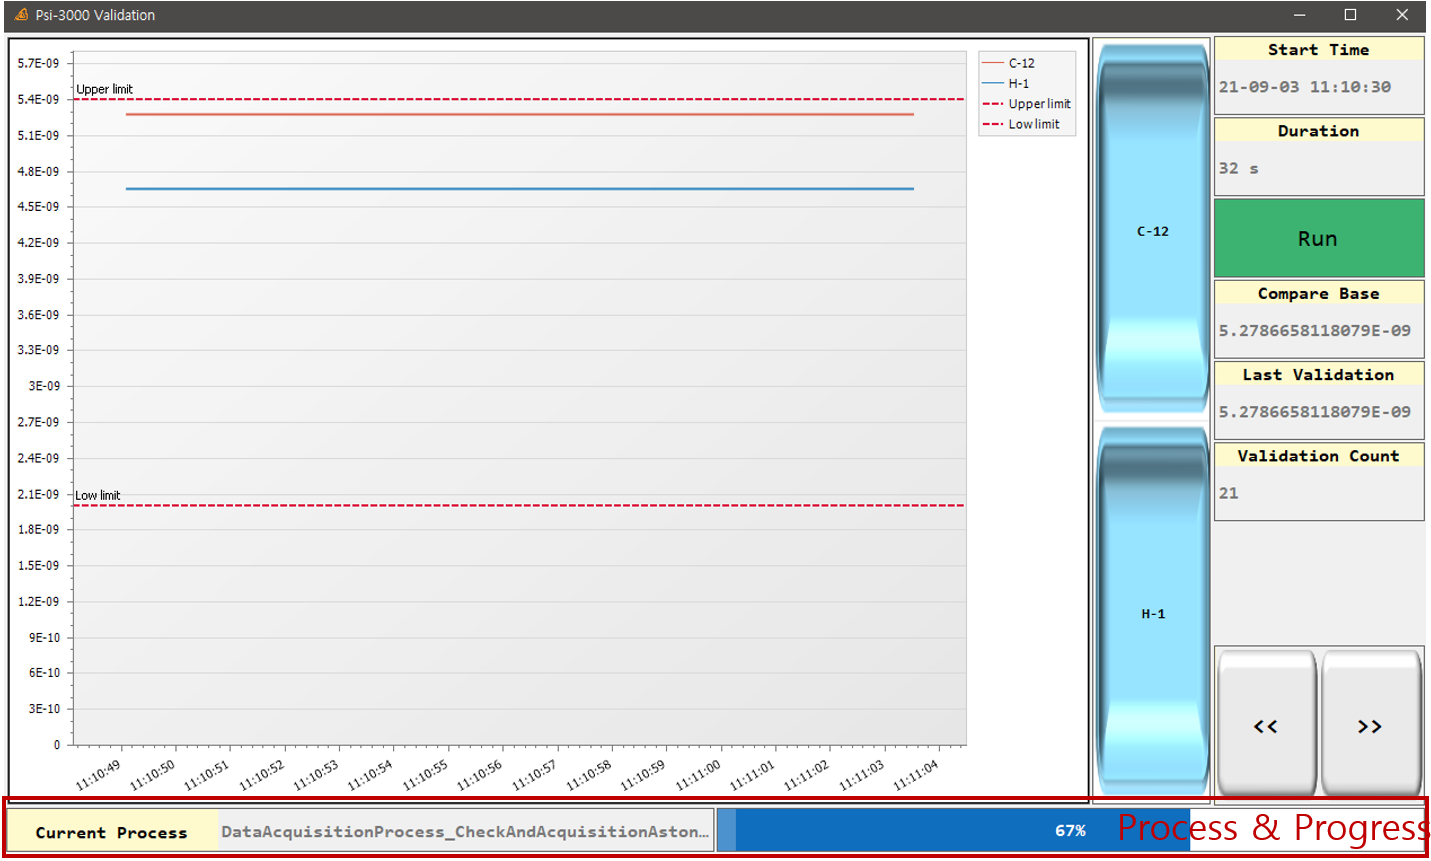 Psi-3000 Validation
5.7E-09
5.4E-09
5.1E-09
4.8E-09
4.5E-09
4.2E-09
3.9E-09
3.6E-09
3.3E-09
3E-09
2.7E-09
2.4E-09
2.1E-09
1.8E-09
1.5E-09
1.2E-09
9E-10
6E-10
3E-10
0
Upper limit
Low limit
11:10:49
11:10:50
11:10:51
11:10:52
11:10:53
11:10:54
11:10:55
11:10:56
11:10:57
11:10:58
11:10:59
11:11:00
11:11:01
11:11:02
11:11:03
11:11:04
C-12
H-1
Upper limit
Low limit
C-12
H-1
Start Time
21-09-03 11:10:30
Duration
32 s
Run
Compare Base
5.2786658118079E-09
Last Validation
5.2786658118079E-09
Validation Count
21
<< >>
Current Process DataAcquisitionProcess_CheckAndAcquisitionAston... 67% Process & Progress